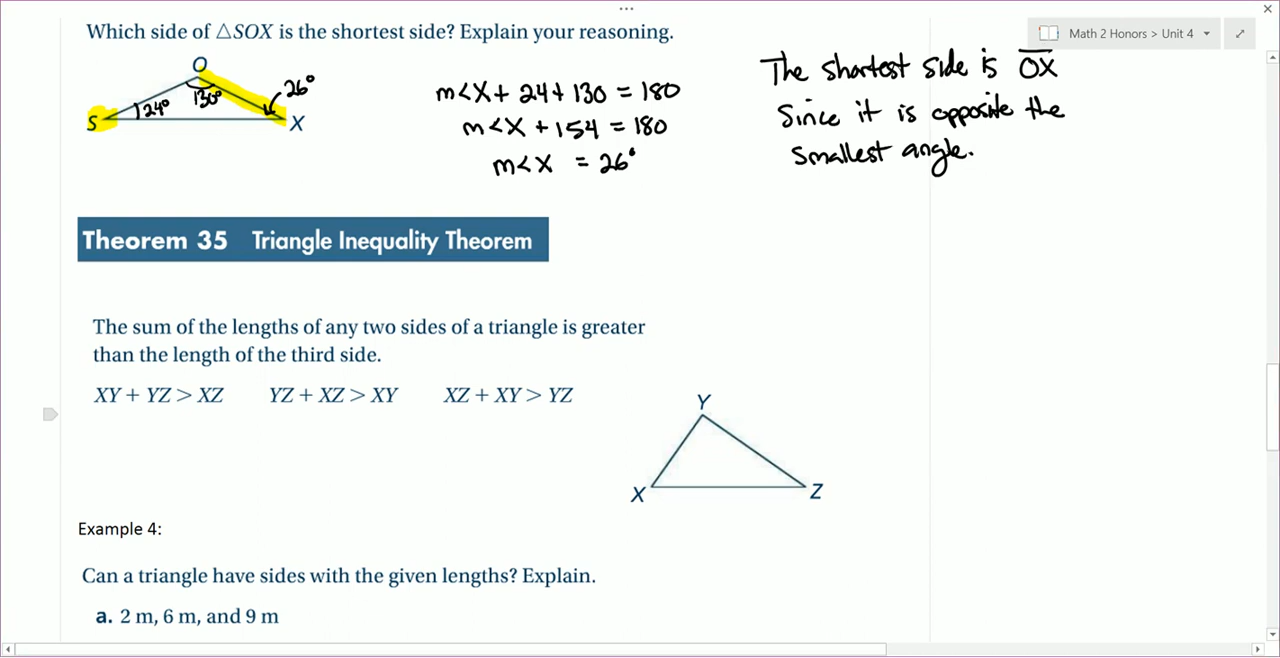 Which side of △SOX is the shortest side? Explain your reasoning.
Math 2 Honors > Unit 4
O
26°
24°
130°
S
X
m<X + 24 + 130 = 180
m<X + 154 = 180
m<X = 26°
The shortest side is OX
Since it is opposite the
smallest angle.
Theorem 35 Triangle Inequality Theorem
The sum of the lengths of any two sides of a triangle is greater
than the length of the third side.
XY + YZ > XZ YZ + XZ > XY XZ + XY > YZ
Y
X
Z
Example 4:
Can a triangle have sides with the given lengths? Explain.
a. 2 m, 6 m, and 9 m